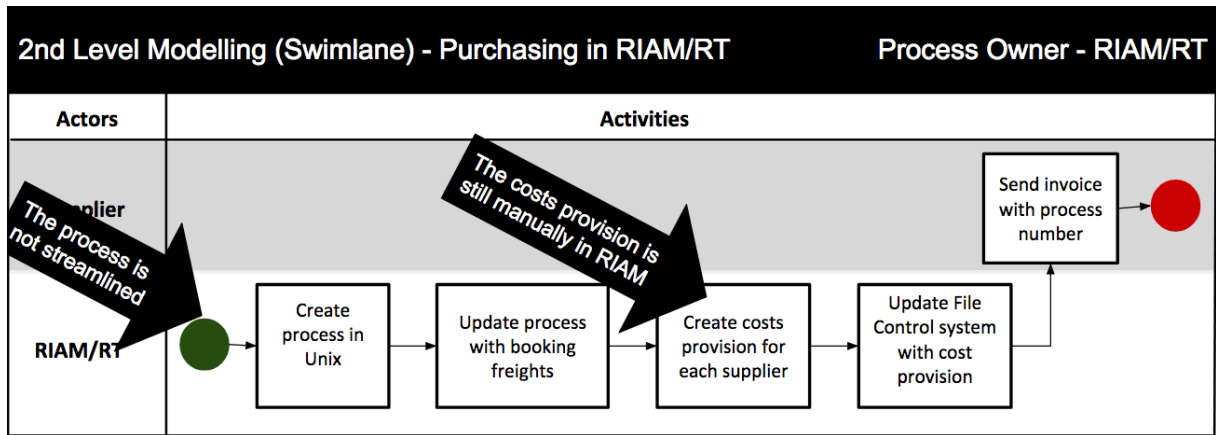 2nd Level Modelling (Swimlane) - Purchasing in RIAM/RT
Process Owner - RIAM/RT
Actors
Activities
The process is
not streamlined
The costs provision is
still manually in RIAM
Send invoice
with process
number
RIAM/RT
Create
process in
Unix
Update process
with booking
freights
Create costs
provision for
each supplier
Update File
Control system
with cost
provision